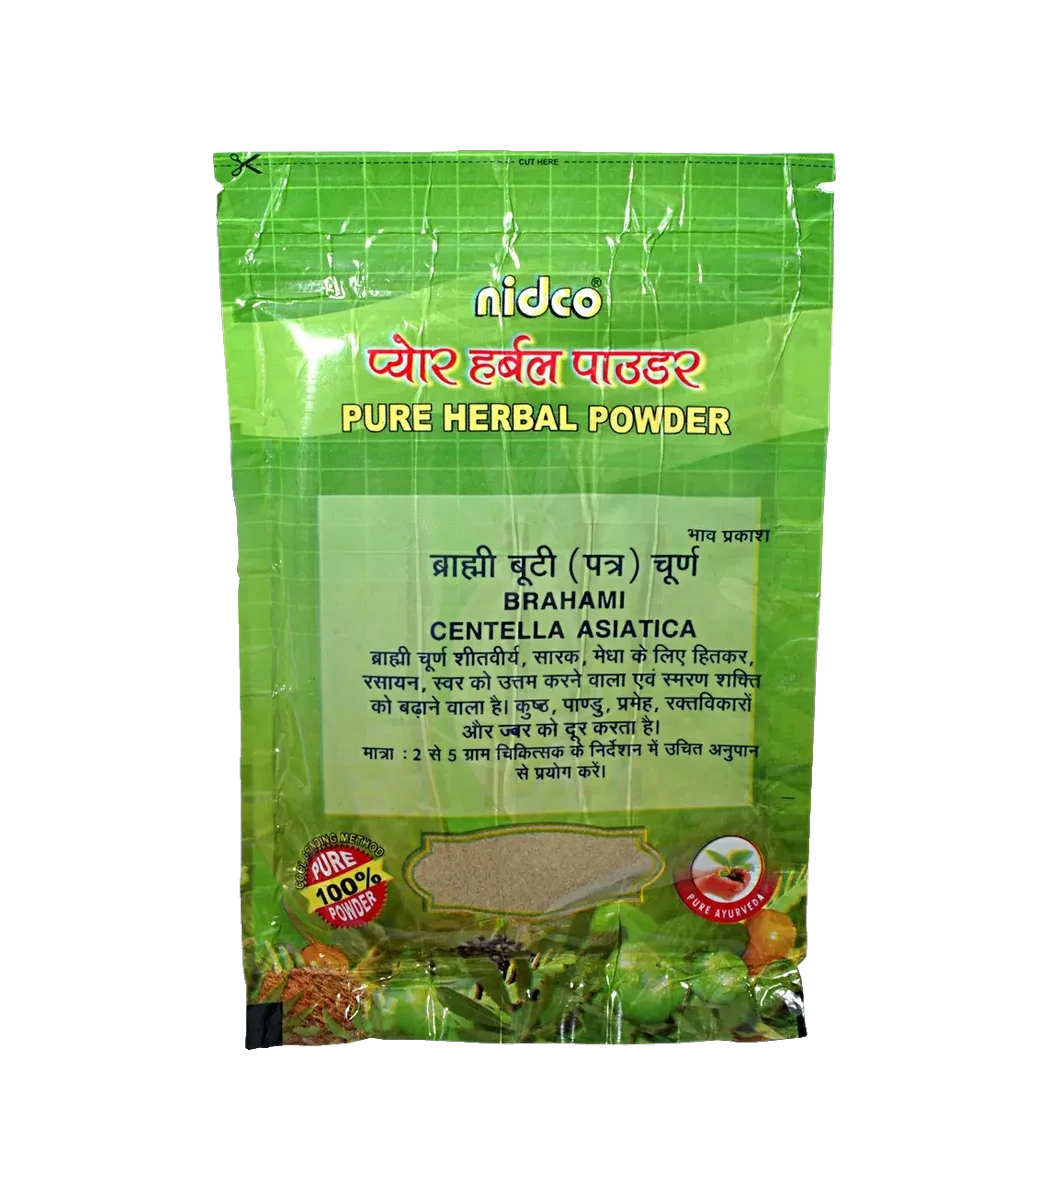 CUT HERE
nidco®
प्योर हर्बल पाउडर
PURE HERBAL POWDER
भाव प्रकाश
ब्राह्मी बूटी (पत्र) चूर्ण
BRAHAMI
CENTELLA ASIATICA
ब्राह्मी चूर्ण शीतवीर्य, सारक, मेधा के लिए हितकर,
रसायन, स्वर को उत्तम करने वाला एवं स्मरण शक्ति
को बढ़ाने वाला है। कुष्ठ, पाण्डु, प्रमेह, रक्तविकारों
और ज्बर को दूर करता है।
मात्रा : 2 से 5 ग्राम चिकित्सक के निर्देशन में उचित अनुपान
से प्रयोग करें।
METHOD
PURE
100%
POWDER
PURE AYURVEDA